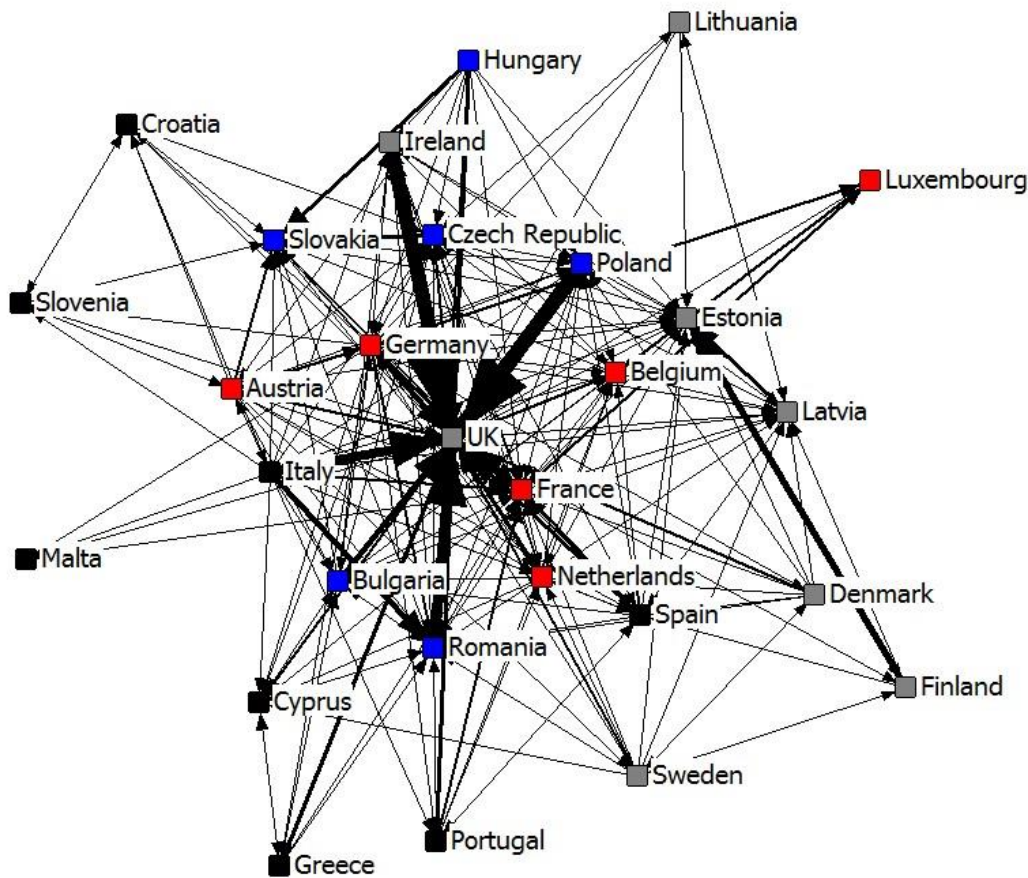 Lithuania
Hungary
Croatia
Ireland
Luxembourg
Slovakia
Czech Republic
Poland
Slovenia
Estonia
Germany
Belgium
Austria
Latvia
UK
Italy
France
Malta
Bulgaria
Netherlands
Denmark
Spain
Romania
Finland
Cyprus
Sweden
Portugal
Greece